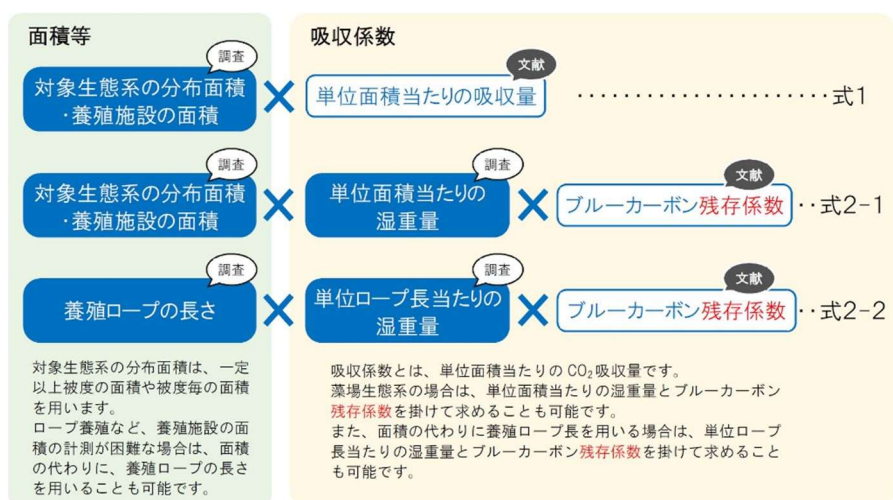 面積等
吸収係数
調査
対象生態系の分布面積
・養殖施設の面積
×
文献
単位面積当たりの吸収量
······················式1
調査
対象生態系の分布面積
・養殖施設の面積
×
調査
単位面積当たりの
湿重量
×
文献
ブルーカーボン残存係数
··式2-1
調査
養殖ロープの長さ
×
調査
単位ロープ長当たりの
湿重量
×
文献
ブルーカーボン残存係数
··式2-2
対象生態系の分布面積は、一定
以上被度の面積や被度毎の面積
を用います。
ロープ養殖など、養殖施設の面
積の計測が困難な場合は、面積
の代わりに、養殖ロープの長さ
を用いることも可能です。
吸収係数とは、単位面積当たりの CO₂吸収量です。
藻場生態系の場合は、単位面積当たりの湿重量とブルーカーボン
残存係数を掛けて求めることも可能です。
また、面積の代わりに養殖ロープ長を用いる場合は、単位ロープ
長当たりの湿重量とブルーカーボン残存係数を掛けて求めること
も可能です。